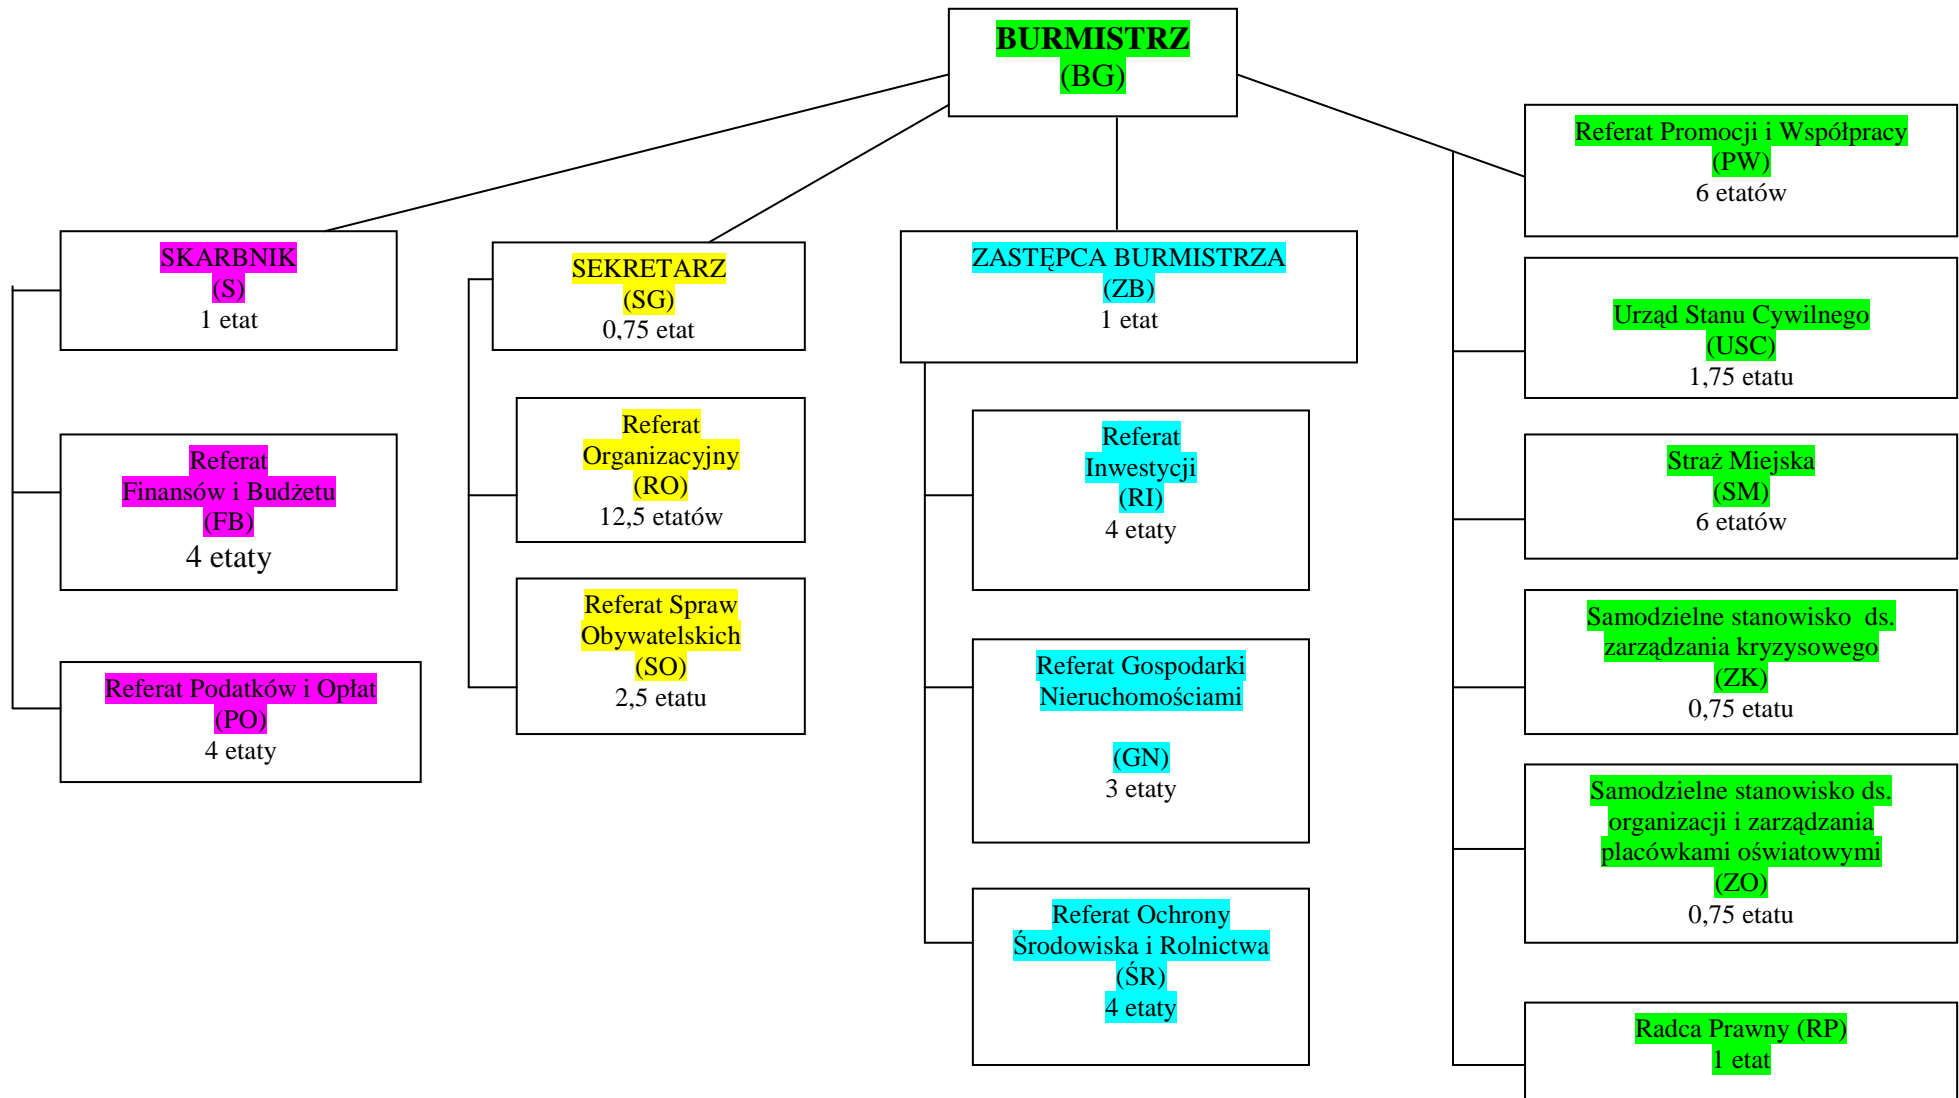 BURMISTRZ
(BG)
SKARBNIK
(S)
1 etat
Referat
Finansów i Budżetu
(FB)
4 etaty
Referat Podatków i Opłat
(PO)
4 etaty
SEKRETARZ
(SG)
0,75 etat
Referat
Organizacyjny
(RO)
12,5 etatów
Referat Spraw
Obywatelskich
(SO)
2,5 etatu
ZASTĘPCA BURMISTRZA
(ZB)
1 etat
Referat
Inwestycji
(RI)
4 etaty
Referat Gospodarki
Nieruchomościami
(GN)
3 etaty
Referat Ochrony
Środowiska i Rolnictwa
(ŚR)
4 etaty
Referat Promocji i Współpracy
(PW)
6 etatów
Urząd Stanu Cywilnego
(USC)
1,75 etatu
Straż Miejska
(SM)
6 etatów
Samodzielne stanowisko  ds.
zarządzania kryzysowego
(ZK)
0,75 etatu
Samodzielne stanowisko ds.
organizacji i zarządzania
placówkami oświatowymi
(ZO)
0,75 etatu
Radca Prawny (RP)
1 etat